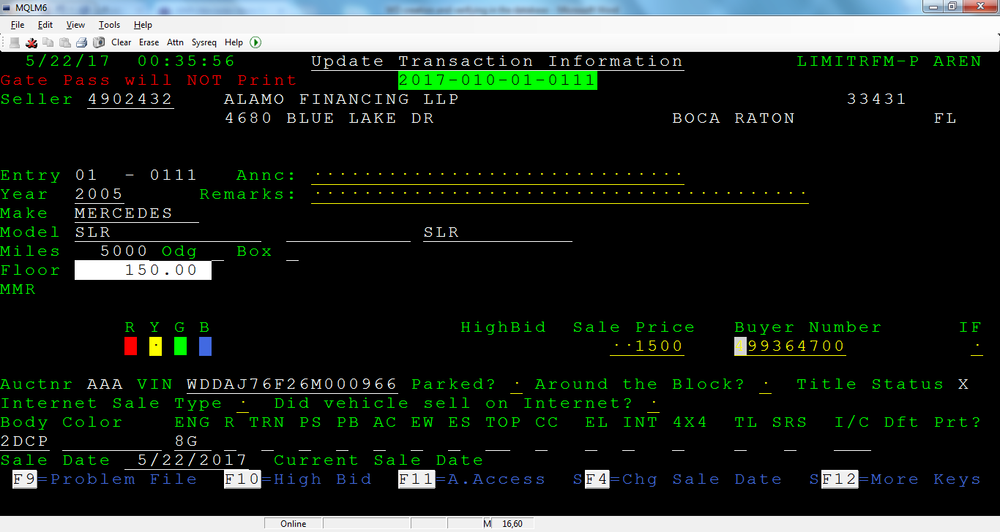 MQLM6
File Edit View Tools Help
Clear Erase Attn Sysreq Help
5/22/17 00:35:56 Update Transaction Information LIMITRFM-P AREN
Gate Pass will NOT Print 2017-010-01-0111
Seller 4902432 ALAMO FINANCING LLP 33431
4680 BLUE LAKE DR BOCA RATON FL
Entry 01 - 0111 Annc:
Year 2005 Remarks:
Make MERCEDES
Model SLR SLR
Miles 5000 Odg Box
Floor 150.00
MMR
R Y G B HighBid Sale Price Buyer Number IF
1500 499364700
Auctnr AAA VIN WDDAJ76F26M000966 Parked? Around the Block? Title Status X
Internet Sale Type Did vehicle sell on Internet?
Body Color ENG R TRN PS PB AC EW ES TOP CC EL INT 4X4 TL SRS I/C Dft Prt?
2DCP 8G
Sale Date 5/22/2017 Current Sale Date
F9=Problem File F10=High Bid F11=A.Access SF4=Chg Sale Date SF12=More Keys
Online M 16,60